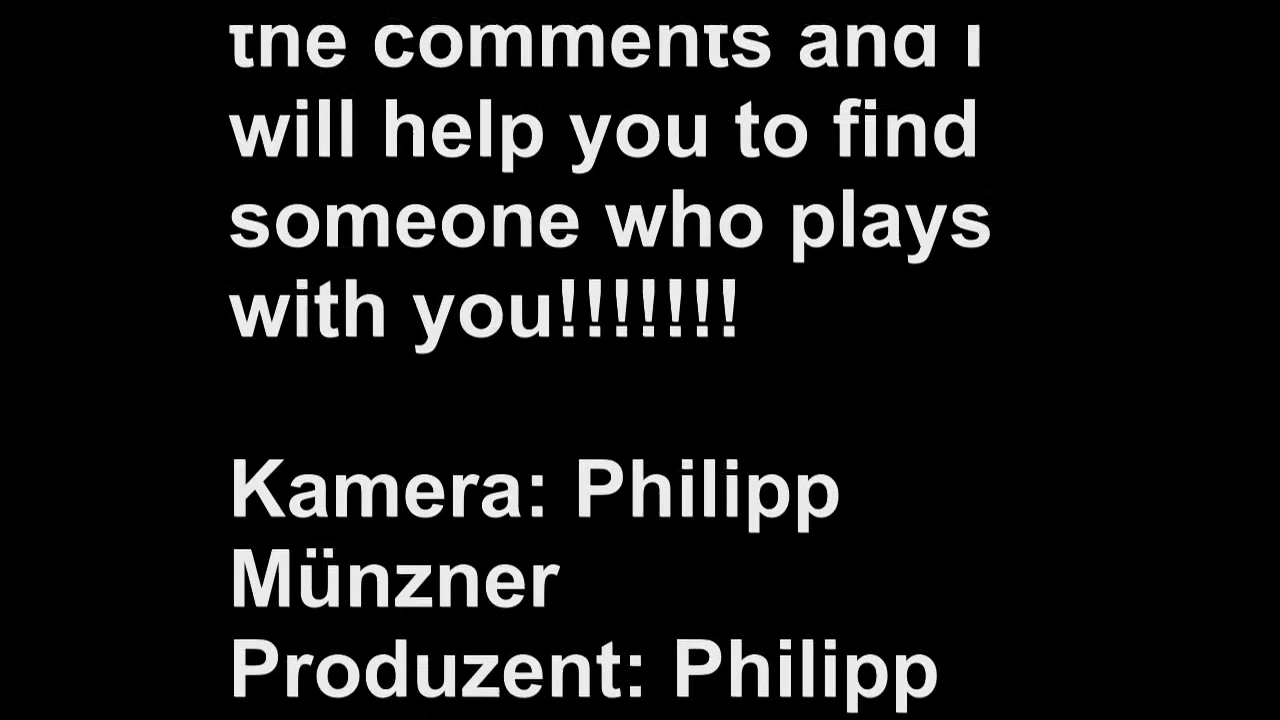 the comments and I
will help you to find
someone who plays
with you!!!!!!!
Kamera: Philipp
Münzner
Produzent: Philipp